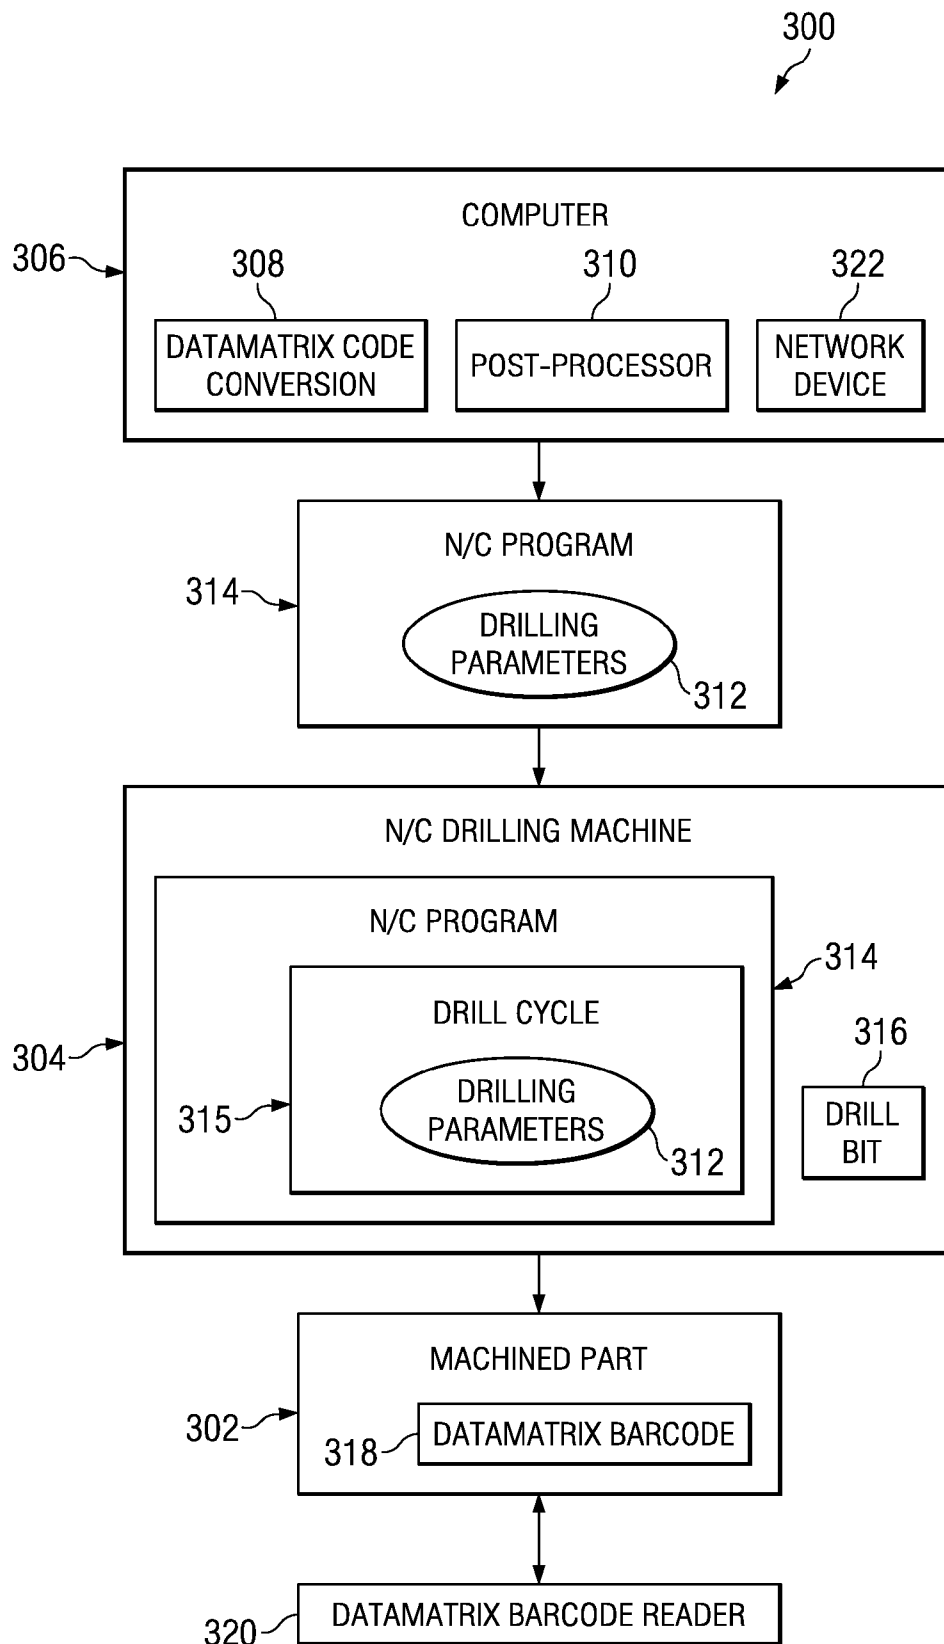 300
COMPUTER
306
308
310
322
DATAMATRIX CODE
CONVERSION
POST-PROCESSOR
NETWORK
DEVICE
N/C PROGRAM
314
DRILLING
PARAMETERS
312
N/C DRILLING MACHINE
N/C PROGRAM
314
DRILL CYCLE
316
304
DRILLING
PARAMETERS
315
312
DRILL
BIT
MACHINED PART
302
318
DATAMATRIX BARCODE
320
DATAMATRIX BARCODE READER